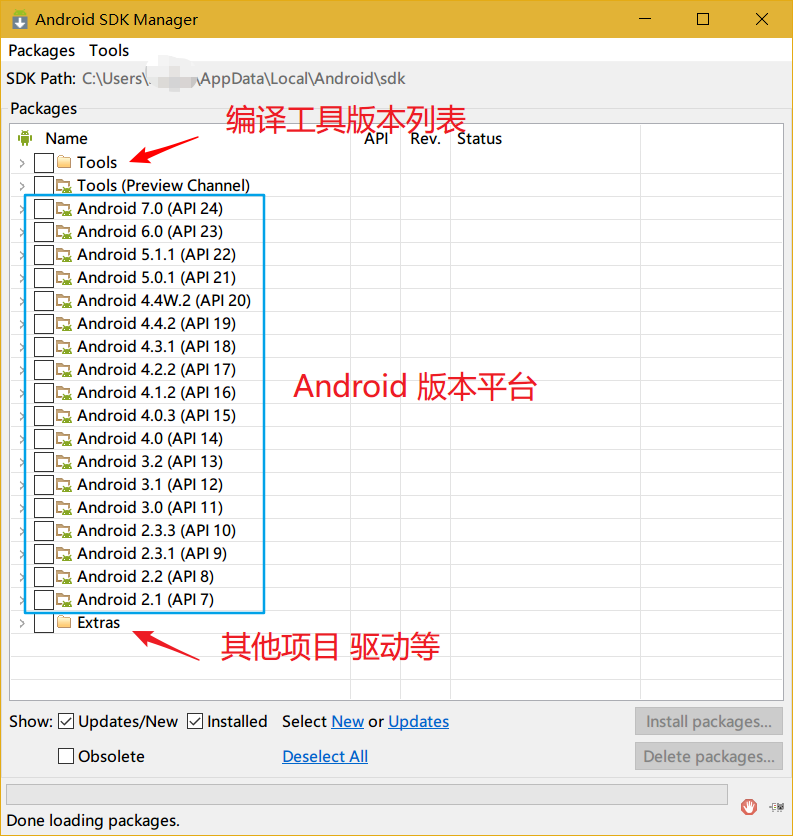 Android SDK Manager
Packages Tools
SDK Path: C:\Users\ \AppData\Local\Android\sdk
Packages
编译工具版本列表
Name API Rev. Status
Tools
Tools (Preview Channel)
Android 7.0 (API 24)
Android 6.0 (API 23)
Android 5.1.1 (API 22)
Android 5.0.1 (API 21)
Android 4.4W.2 (API 20)
Android 4.4.2 (API 19)
Android 4.3.1 (API 18)
Android 4.2.2 (API 17)
Android 版本平台
Android 4.1.2 (API 16)
Android 4.0.3 (API 15)
Android 4.0 (API 14)
Android 3.2 (API 13)
Android 3.1 (API 12)
Android 3.0 (API 11)
Android 2.3.3 (API 10)
Android 2.3.1 (API 9)
Android 2.2 (API 8)
Android 2.1 (API 7)
Extras
其他项目 驱动等
Show: Updates/New Installed Select New or Updates Install packages...
Obsolete Deselect All Delete packages...
Done loading packages.